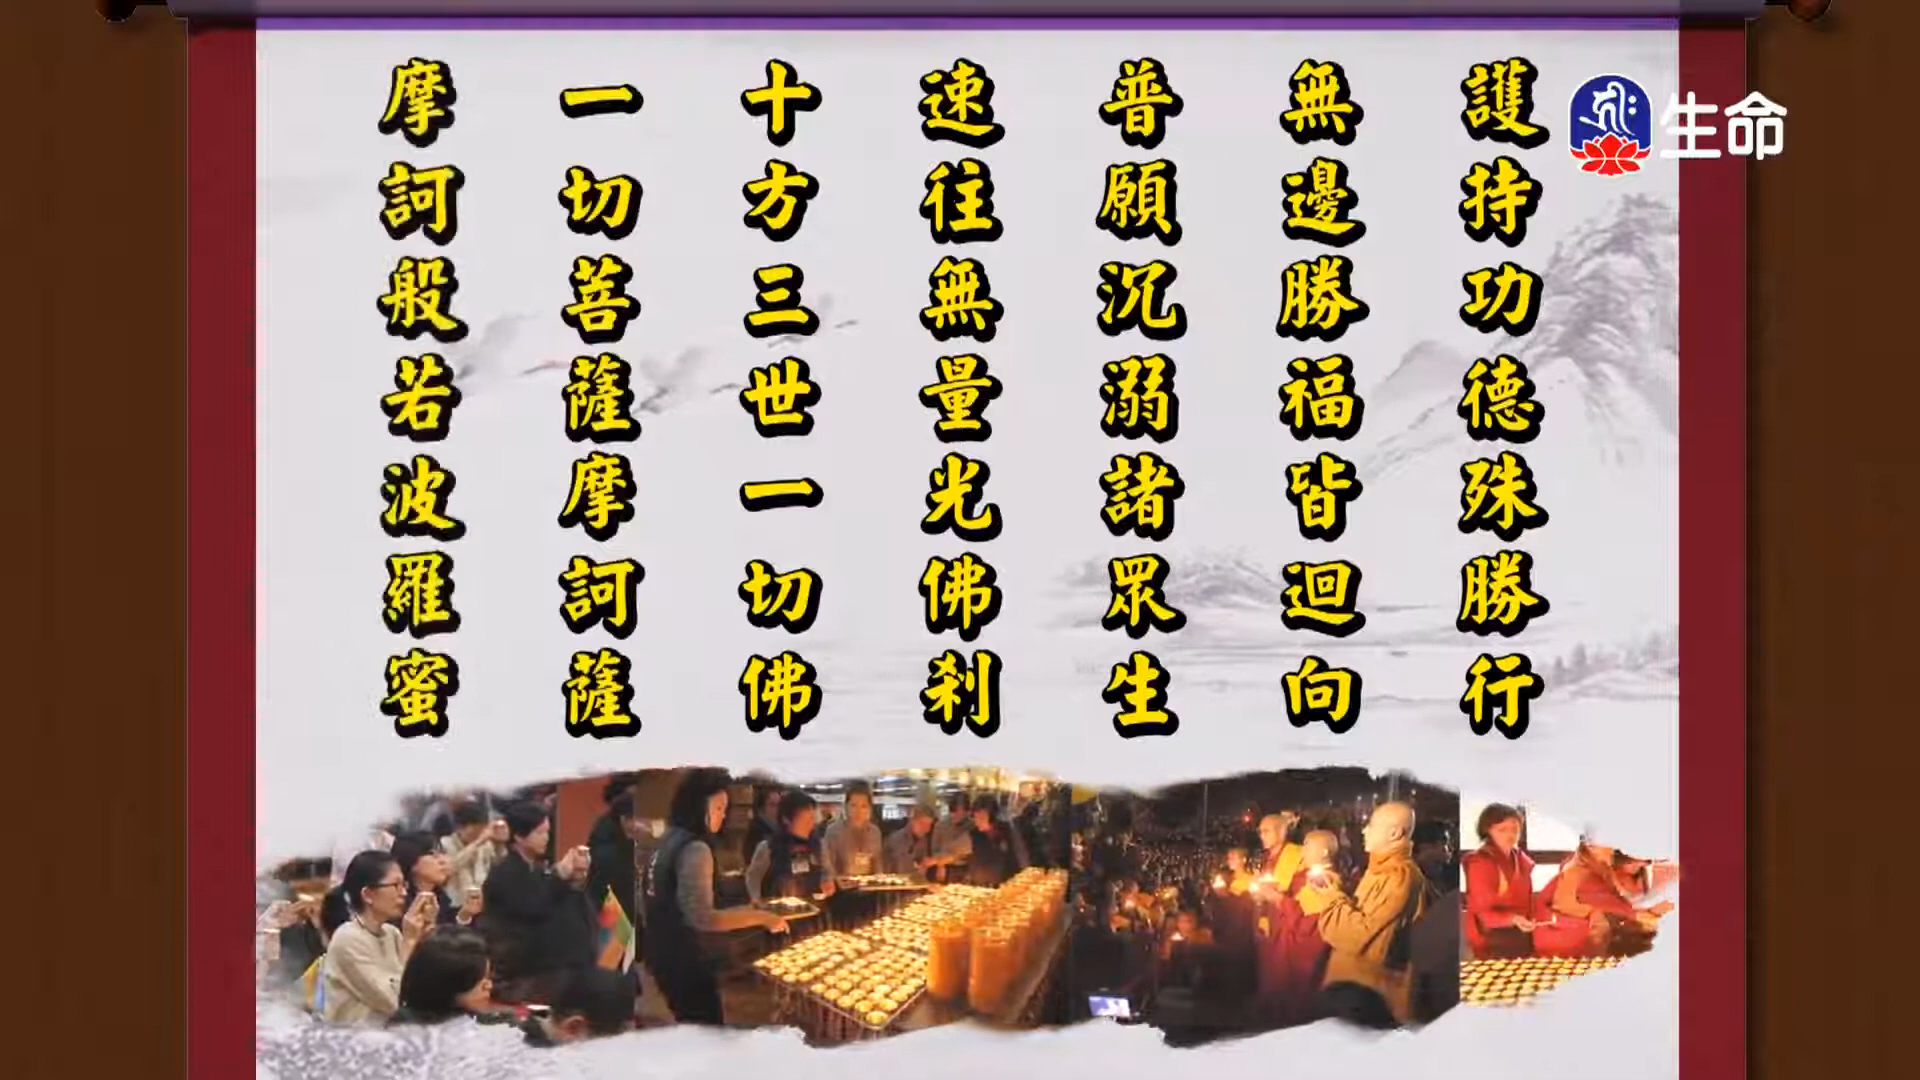 護持功德殊勝行
無邊勝福皆迴向
普願沉溺諸眾生
速往無量光佛剎
十方三世一切佛
一切菩薩摩訶薩
摩訶般若波羅蜜
生命